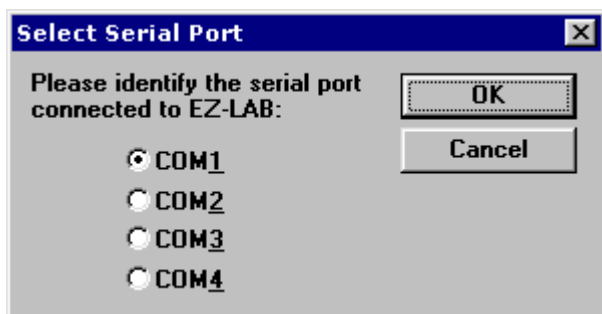 Select Serial Port
Please identify the serial port
connected to EZ-LAB:
OK
Cancel
COM1
COM2
COM3
COM4